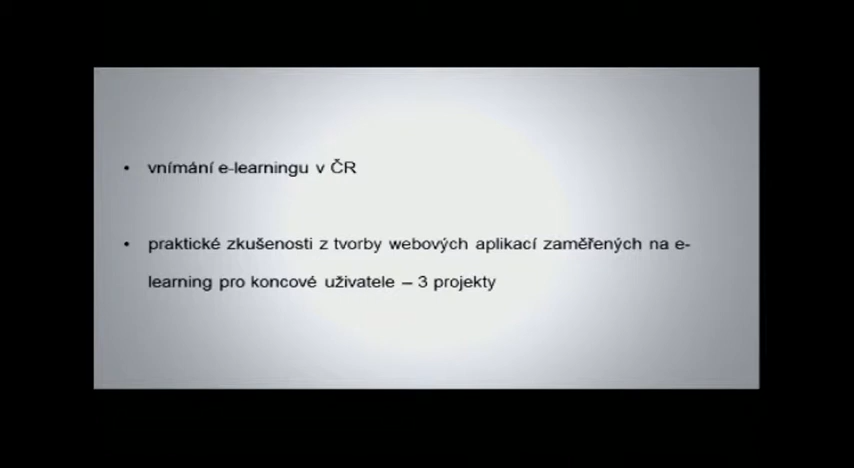 • vnímání e-learningu v ČR
• praktické zkušenosti z tvorby webových aplikací zaměřených na e-
learning pro koncové uživatele – 3 projekty